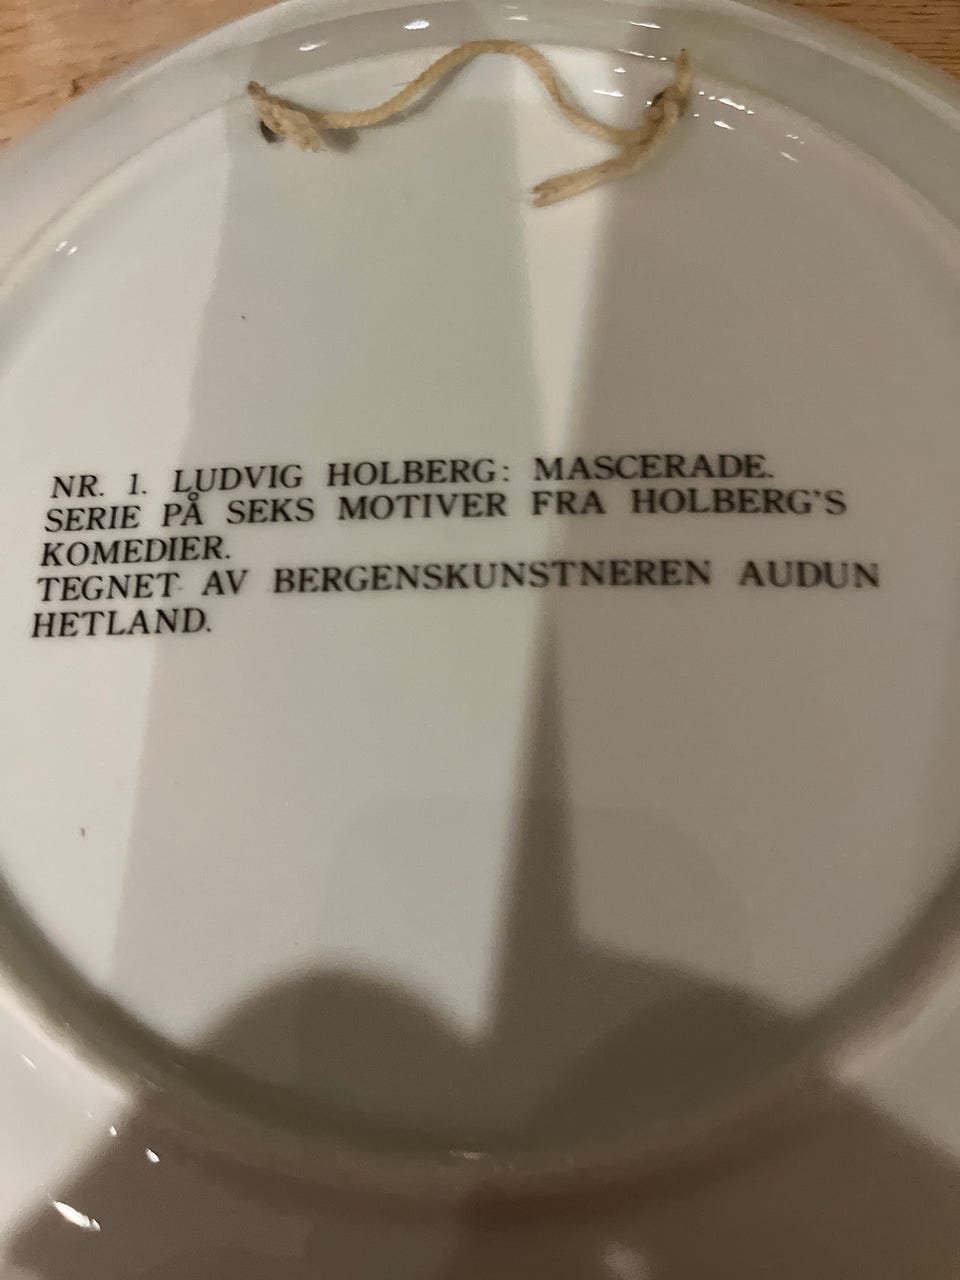 NR. 1. LUDVIG HOLBERG: MASCERADE.
SERIE PÅ SEKS MOTIVER FRA HOLBERG'S
KOMEDIER.
TEGNET AV BERGENSKUNSTNEREN AUDUN
HETLAND.